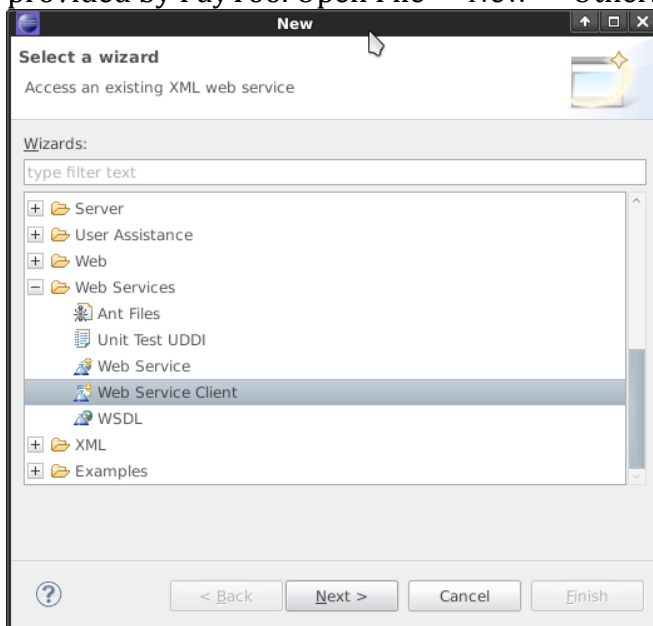 New
Select a wizard
Access an existing XML web service
Wizards:
type filter text
Server
User Assistance
Web
Web Services
Ant Files
Unit Test UDDI
Web Service
Web Service Client
WSDL
XML
Examples
? < Back Next > Cancel Finish